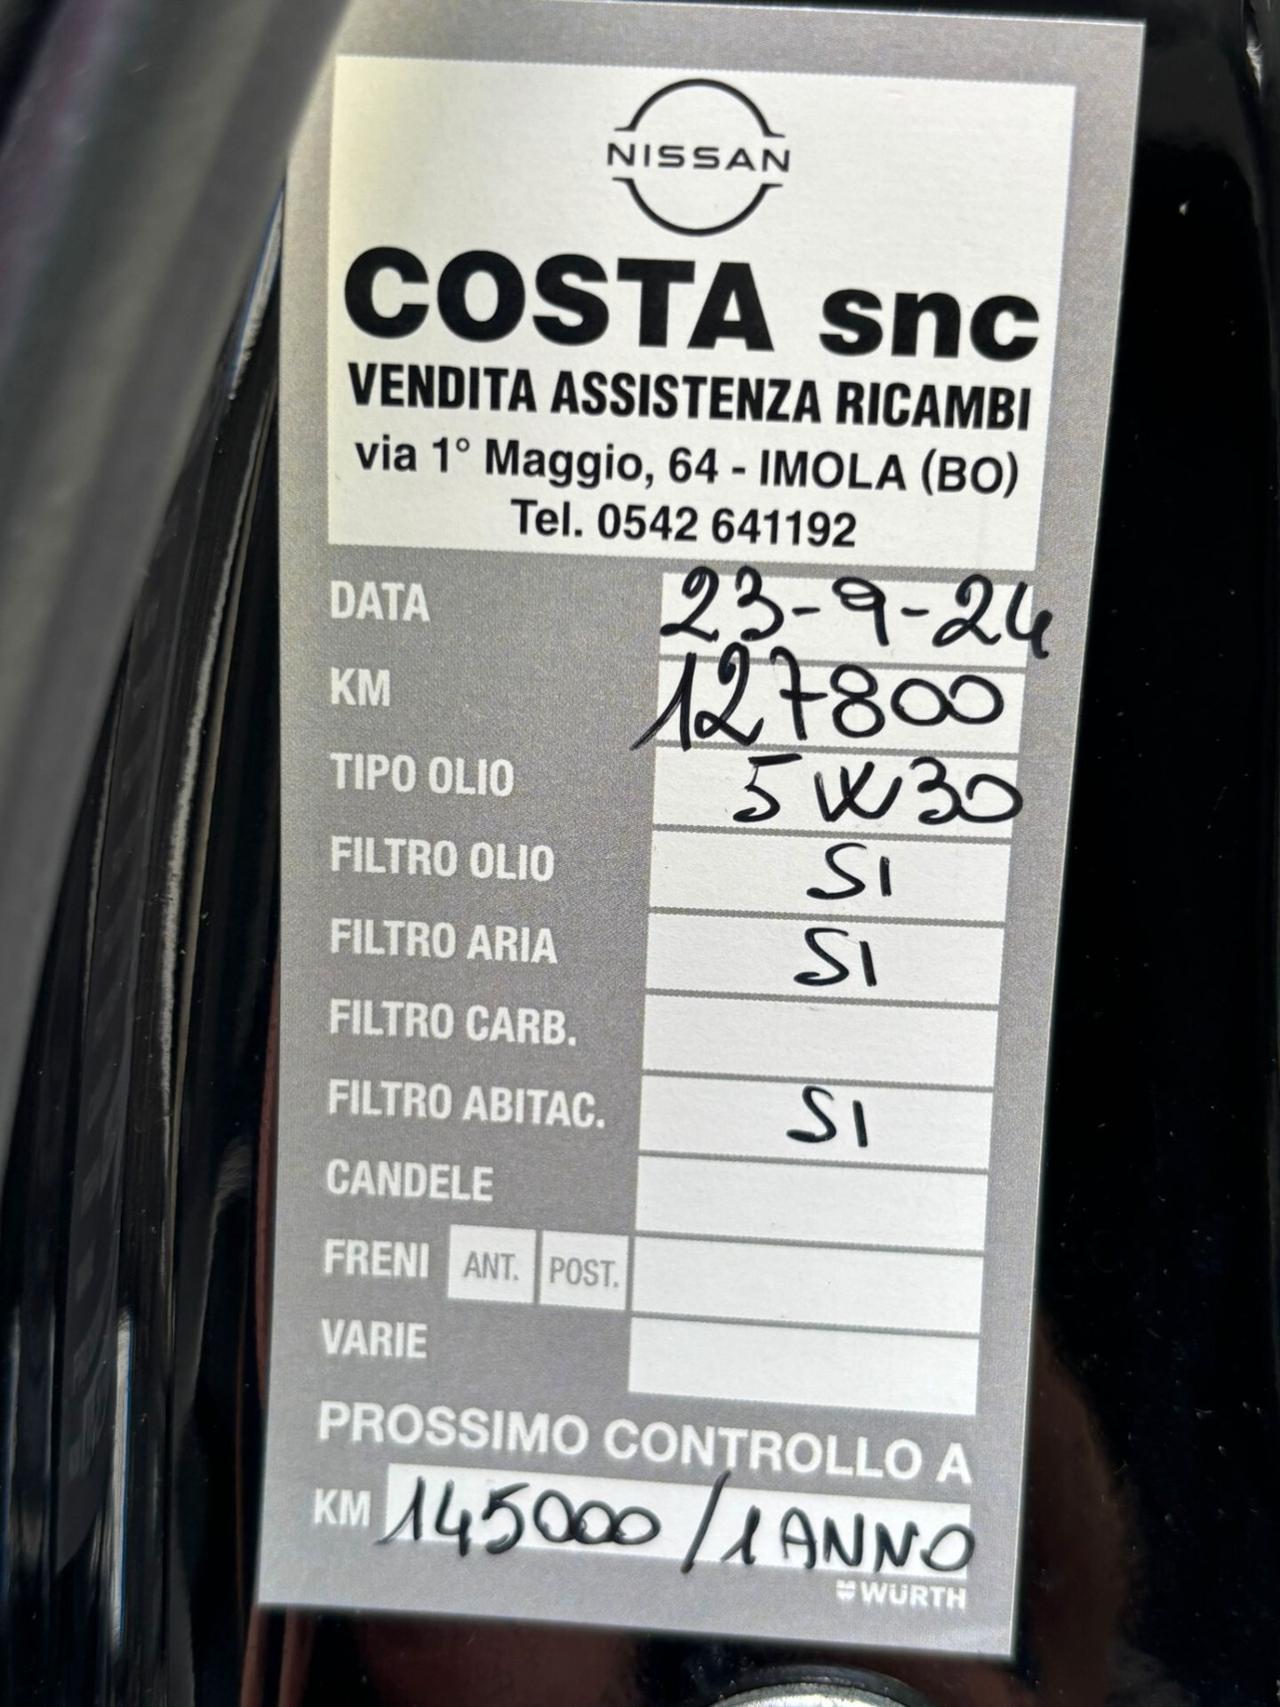 NISSAN
COSTA snc
VENDITA ASSISTENZA RICAMBI
via 1° Maggio, 64 - IMOLA (BO)
Tel. 0542 641192
DATA 23-9-24
KM 127800
TIPO OLIO 5W30
FILTRO OLIO SI
FILTRO ARIA SI
FILTRO CARB.
FILTRO ABITAC. SI
CANDELE
FRENI ANT. POST.
VARIE
PROSSIMO CONTROLLO A
KM 145000 / 1 ANNO
WÜRTH